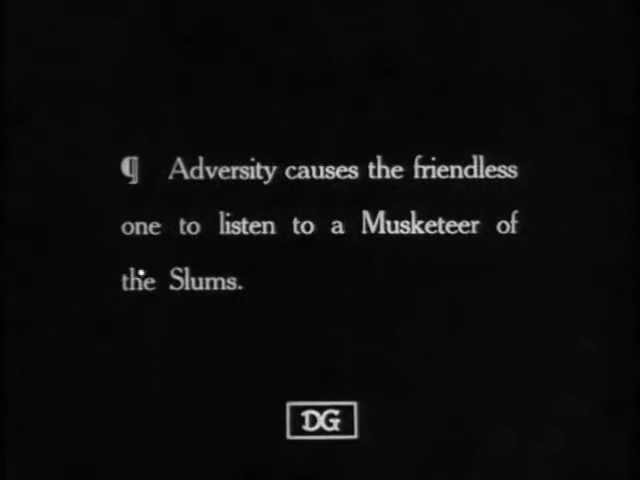 ¶ Adversity causes the friendless
one to listen to a Musketeer of
the Slums.
DG